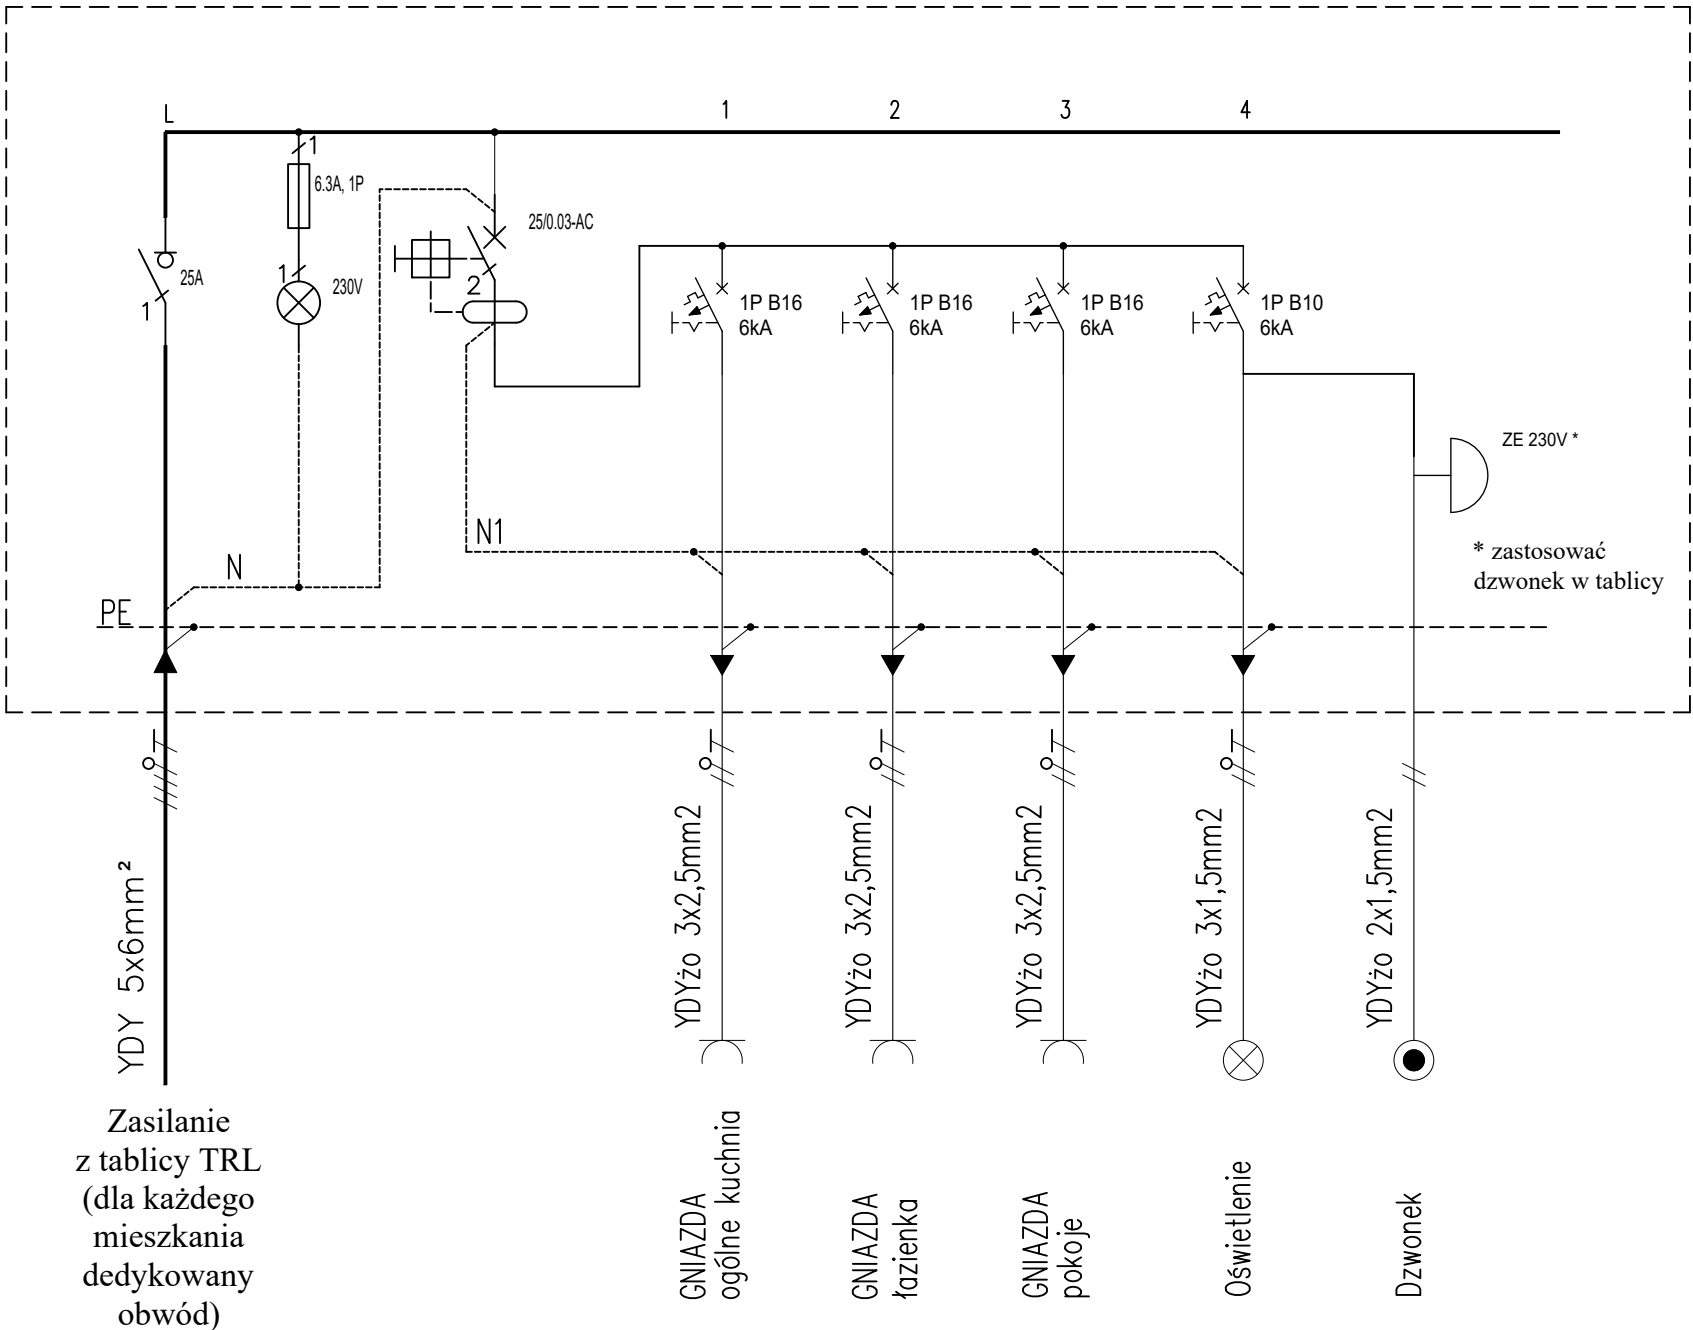 L
1
2
3
4
1
6.3A, 1P
25/0.03-AC
25A
1
1
230V
2
1P B16
6kA
1P B16
6kA
1P B16
6kA
1P B10
6kA
ZE 230V *
* zastosować
dzwonek w tablicy
N1
N
PE
YDY 5x6mm²
YDYżo 3x2,5mm2
YDYżo 3x2,5mm2
YDYżo 3x2,5mm2
YDYżo 3x1,5mm2
YDYżo 2x1,5mm2
Zasilanie
z tablicy TRL
(dla każdego
mieszkania
dedykowany
obwód)
GNIAZDA
ogólne kuchnia
GNIAZDA
łazienka
GNIAZDA
pokoje
Oświetlenie
Dzwonek